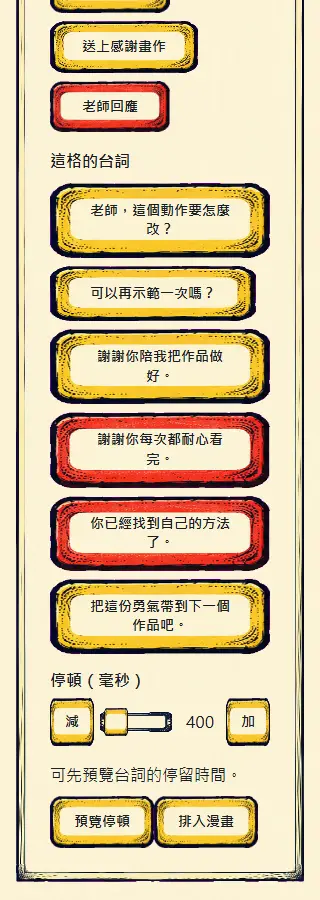 送上感謝畫作
老師回應
這格的台詞
老師，這個動作要怎麼
改？
可以再示範一次嗎？
謝謝你陪我把作品做
好。
謝謝你每次都耐心看
完。
你已經找到自己的方法
了。
把這份勇氣帶到下一個
作品吧。
停頓（毫秒）
減 400 加
可先預覽台詞的停留時間。
預覽停頓 排入漫畫